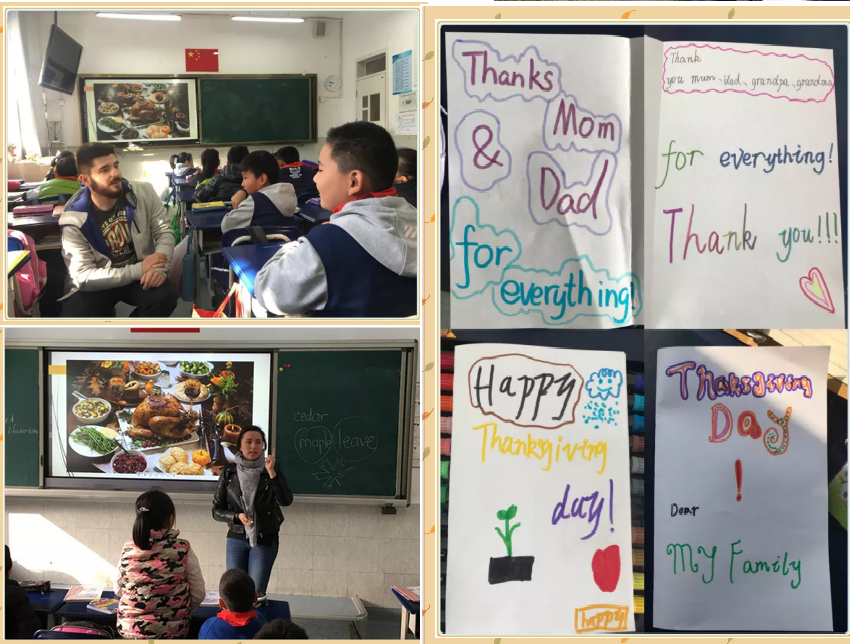 cedar
maple leave
Thanks
&
Mom
Dad
for
everything!
Thank
you mum、dad、grandpa、grandma
for everything!
Thank you!!!
Happy
Thanksgiving
day!
happy
Thanksgiving
Day
!
Dear
My Family